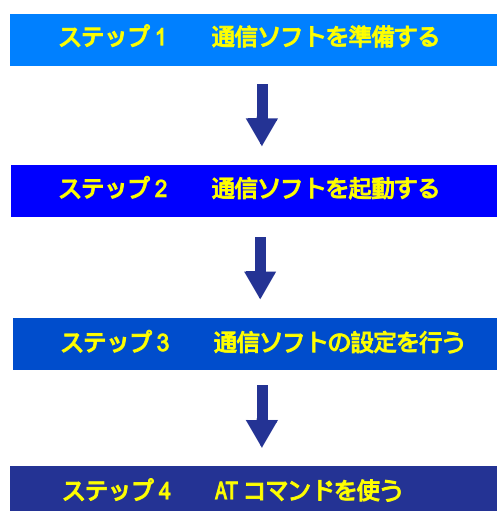 ステップ1　通信ソフトを準備する
ステップ2　通信ソフトを起動する
ステップ3　通信ソフトの設定を行う
ステップ4　ATコマンドを使う